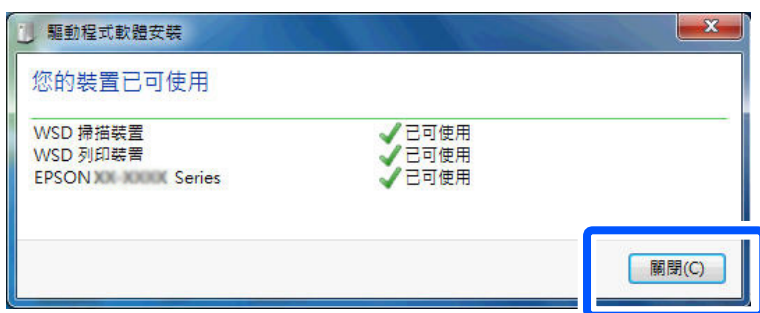 驅動程式軟體安裝
您的裝置已可使用
WSD 掃描裝置 已可使用
WSD 列印裝置 已可使用
EPSON Series 已可使用
關閉(C)